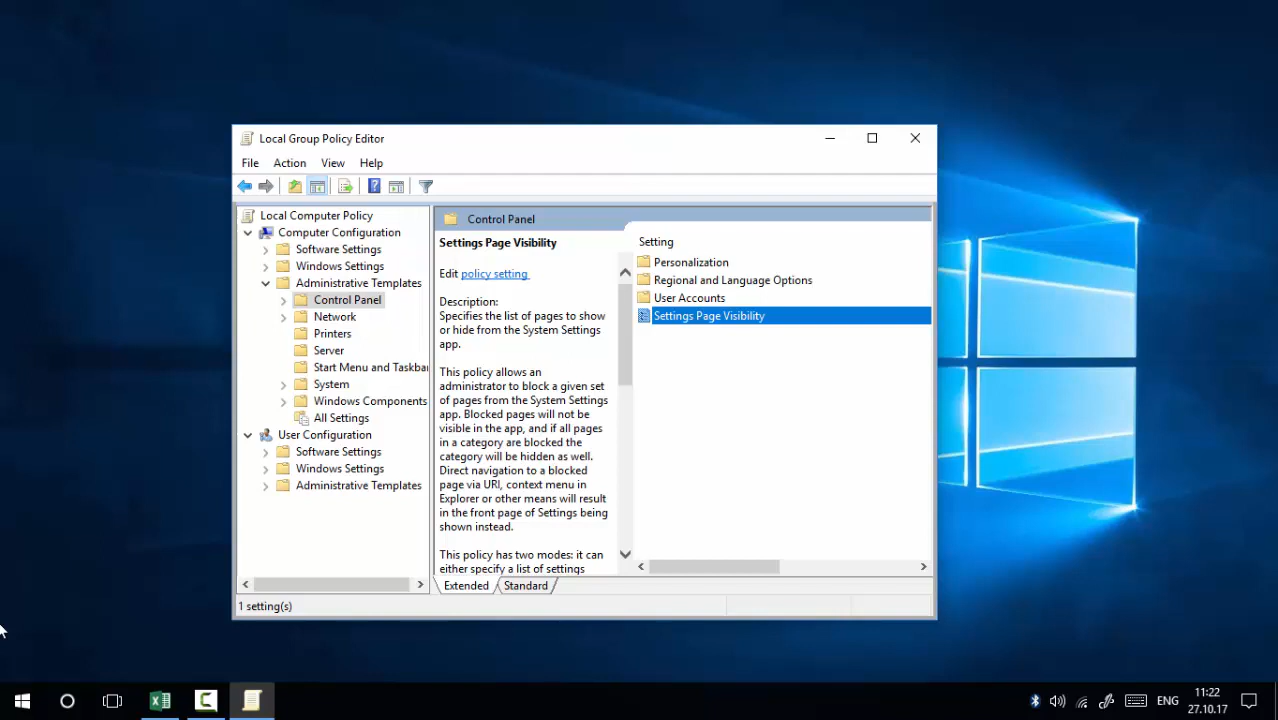 Local Group Policy Editor
File Action View Help
Local Computer Policy
Computer Configuration
Software Settings
Windows Settings
Administrative Templates
Control Panel
Network
Printers
Server
Start Menu and Taskba
System
Windows Components
All Settings
User Configuration
Software Settings
Windows Settings
Administrative Templates
Control Panel
Settings Page Visibility
Edit policy setting
Description:
Specifies the list of pages to show
or hide from the System Settings
app.
This policy allows an
administrator to block a given set
of pages from the System Settings
app. Blocked pages will not be
visible in the app, and if all pages
in a category are blocked the
category will be hidden as well.
Direct navigation to a blocked
page via URI, context menu in
Explorer or other means will result
in the front page of Settings being
shown instead.
This policy has two modes: it can
either specify a list of settings
Setting
Personalization
Regional and Language Options
User Accounts
Settings Page Visibility
Extended Standard
1 setting(s)
ENG
11:22
27.10.17